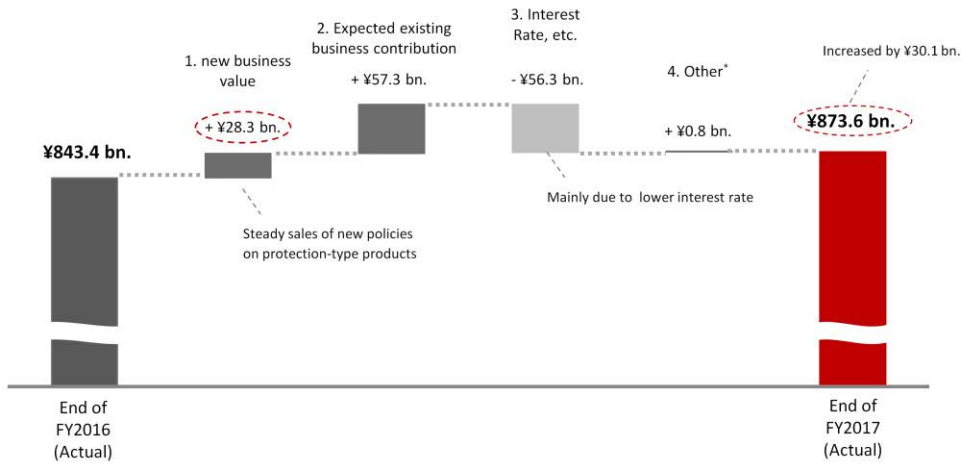 1. new business
value
+ ¥28.3 bn.
2. Expected existing
business contribution
+ ¥57.3 bn.
3. Interest
Rate, etc.
- ¥56.3 bn.
4. Other*
+ ¥0.8 bn.
Increased by ¥30.1 bn.
¥873.6 bn.
¥843.4 bn.
Steady sales of new policies
on protection-type products
Mainly due to lower interest rate
End of
FY2016
(Actual)
End of
FY2017
(Actual)